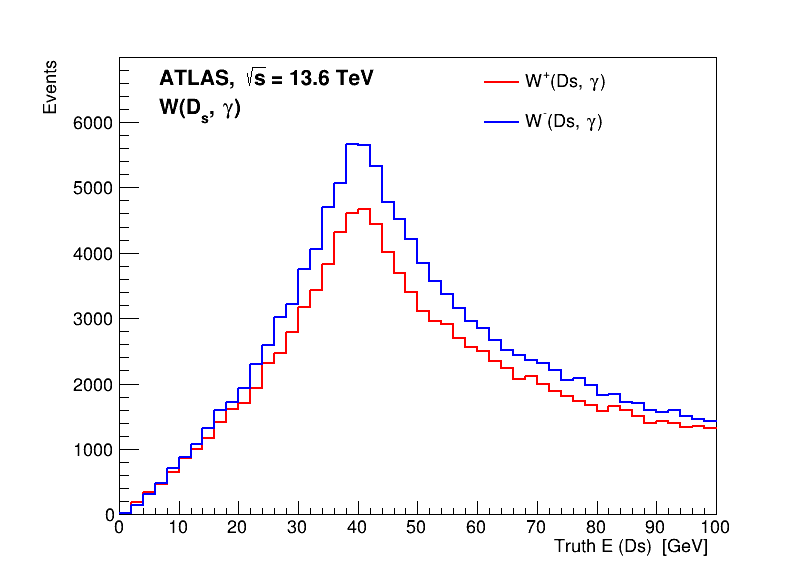 ATLAS, √s = 13.6 TeV
W(Dₛ, γ)
W⁺(Ds, γ)
W⁻(Ds, γ)
Events
6000
5000
4000
3000
2000
1000
0
0 10 20 30 40 50 60 70 80 90 100
Truth E (Ds) [GeV]